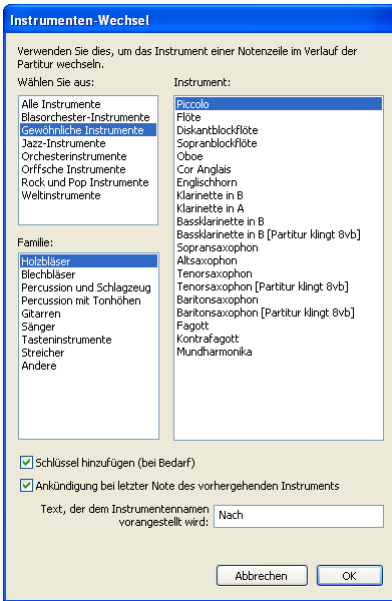 Instrumenten-Wechsel
Verwenden Sie dies, um das Instrument einer Notenzeile im Verlauf der
Partitur wechseln.
Wählen Sie aus:
Alle Instrumente
Blasorchester-Instrumente
Gewöhnliche Instrumente
Jazz-Instrumente
Orchesterinstrumente
Orffsche Instrumente
Rock und Pop Instrumente
Weltinstrumente
Familie:
Holzbläser
Blechbläser
Percussion und Schlagzeug
Percussion mit Tonhöhen
Gitarren
Sänger
Tasteninstrumente
Streicher
Andere
Instrument:
Piccolo
Flöte
Diskantblockflöte
Sopranblockflöte
Oboe
Cor Anglais
Englischhorn
Klarinette in B
Klarinette in A
Bassklarinette in B
Bassklarinette in B [Partitur klingt 8vb]
Sopransaxophon
Altsaxophon
Tenorsaxophon
Tenorsaxophon [Partitur klingt 8vb]
Baritonsaxophon
Baritonsaxophon [Partitur klingt 8vb]
Fagott
Kontrafagott
Mundharmonika
Schlüssel hinzufügen (bei Bedarf)
Ankündigung bei letzter Note des vorhergehenden Instruments
Text, der dem Instrumentennamen
vorangestellt wird:
Nach
Abbrechen
OK